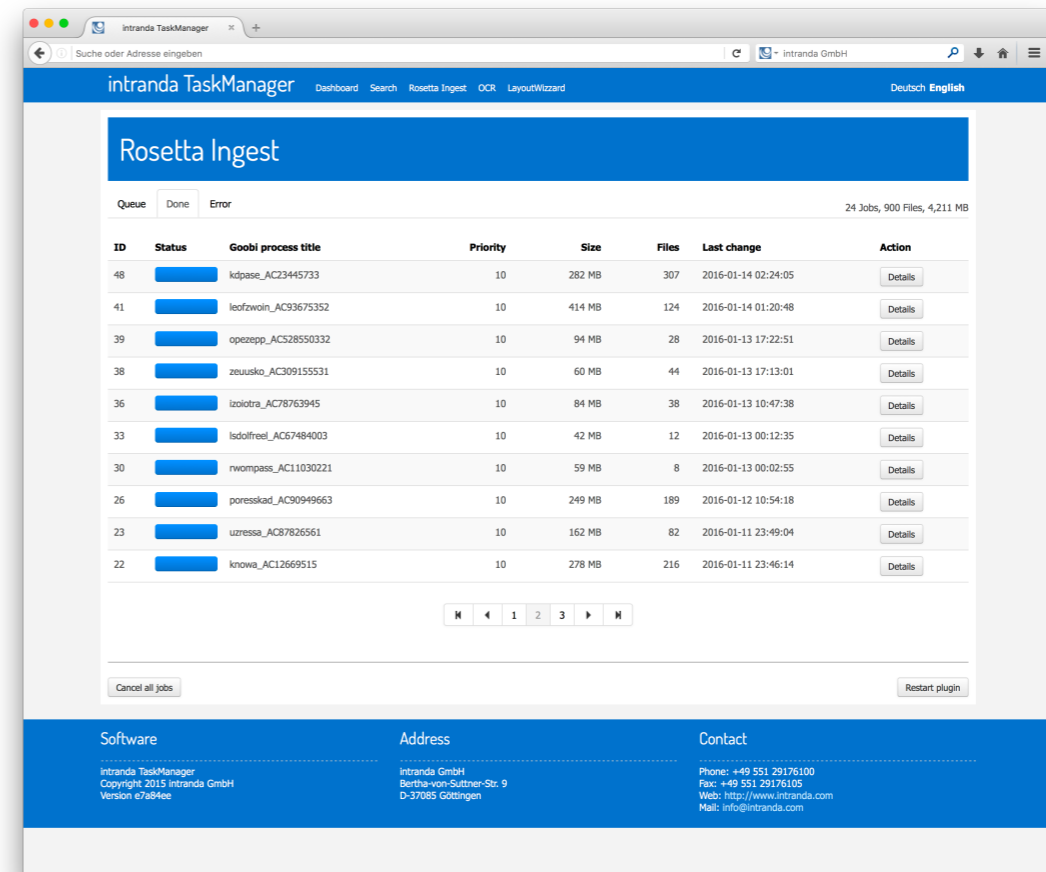 intranda TaskManager × +
Suche oder Adresse eingeben intranda GmbH
intranda TaskManager Dashboard Search Rosetta Ingest OCR LayoutWizzard Deutsch English
Rosetta Ingest
Queue Done Error 24 Jobs, 900 Files, 4,211 MB
ID Status Goobi process title Priority Size Files Last change Action
48 kdpase_AC23445733 10 282 MB 307 2016-01-14 02:24:05 Details
41 leofzwoin_AC93675352 10 414 MB 124 2016-01-14 01:20:48 Details
39 opezepp_AC528550332 10 94 MB 28 2016-01-13 17:22:51 Details
38 zeuusko_AC309155531 10 60 MB 44 2016-01-13 17:13:01 Details
36 izoiotra_AC78763945 10 84 MB 38 2016-01-13 10:47:38 Details
33 lsdolfreel_AC67484003 10 42 MB 12 2016-01-13 00:12:35 Details
30 rwompass_AC11030221 10 59 MB 8 2016-01-13 00:02:55 Details
26 poresskad_AC90949663 10 249 MB 189 2016-01-12 10:54:18 Details
23 uzressa_AC87826561 10 162 MB 82 2016-01-11 23:49:04 Details
22 knowa_AC12669515 10 278 MB 216 2016-01-11 23:46:14 Details
1 2 3
Cancel all jobs Restart plugin
Software Address Contact
intranda TaskManager intranda GmbH Phone: +49 551 29176100
Copyright 2015 intranda GmbH Bertha-von-Suttner-Str. 9 Fax: +49 551 29176105
Version e7a84ee D-37085 Göttingen Web: http://www.intranda.com
Mail: info@intranda.com